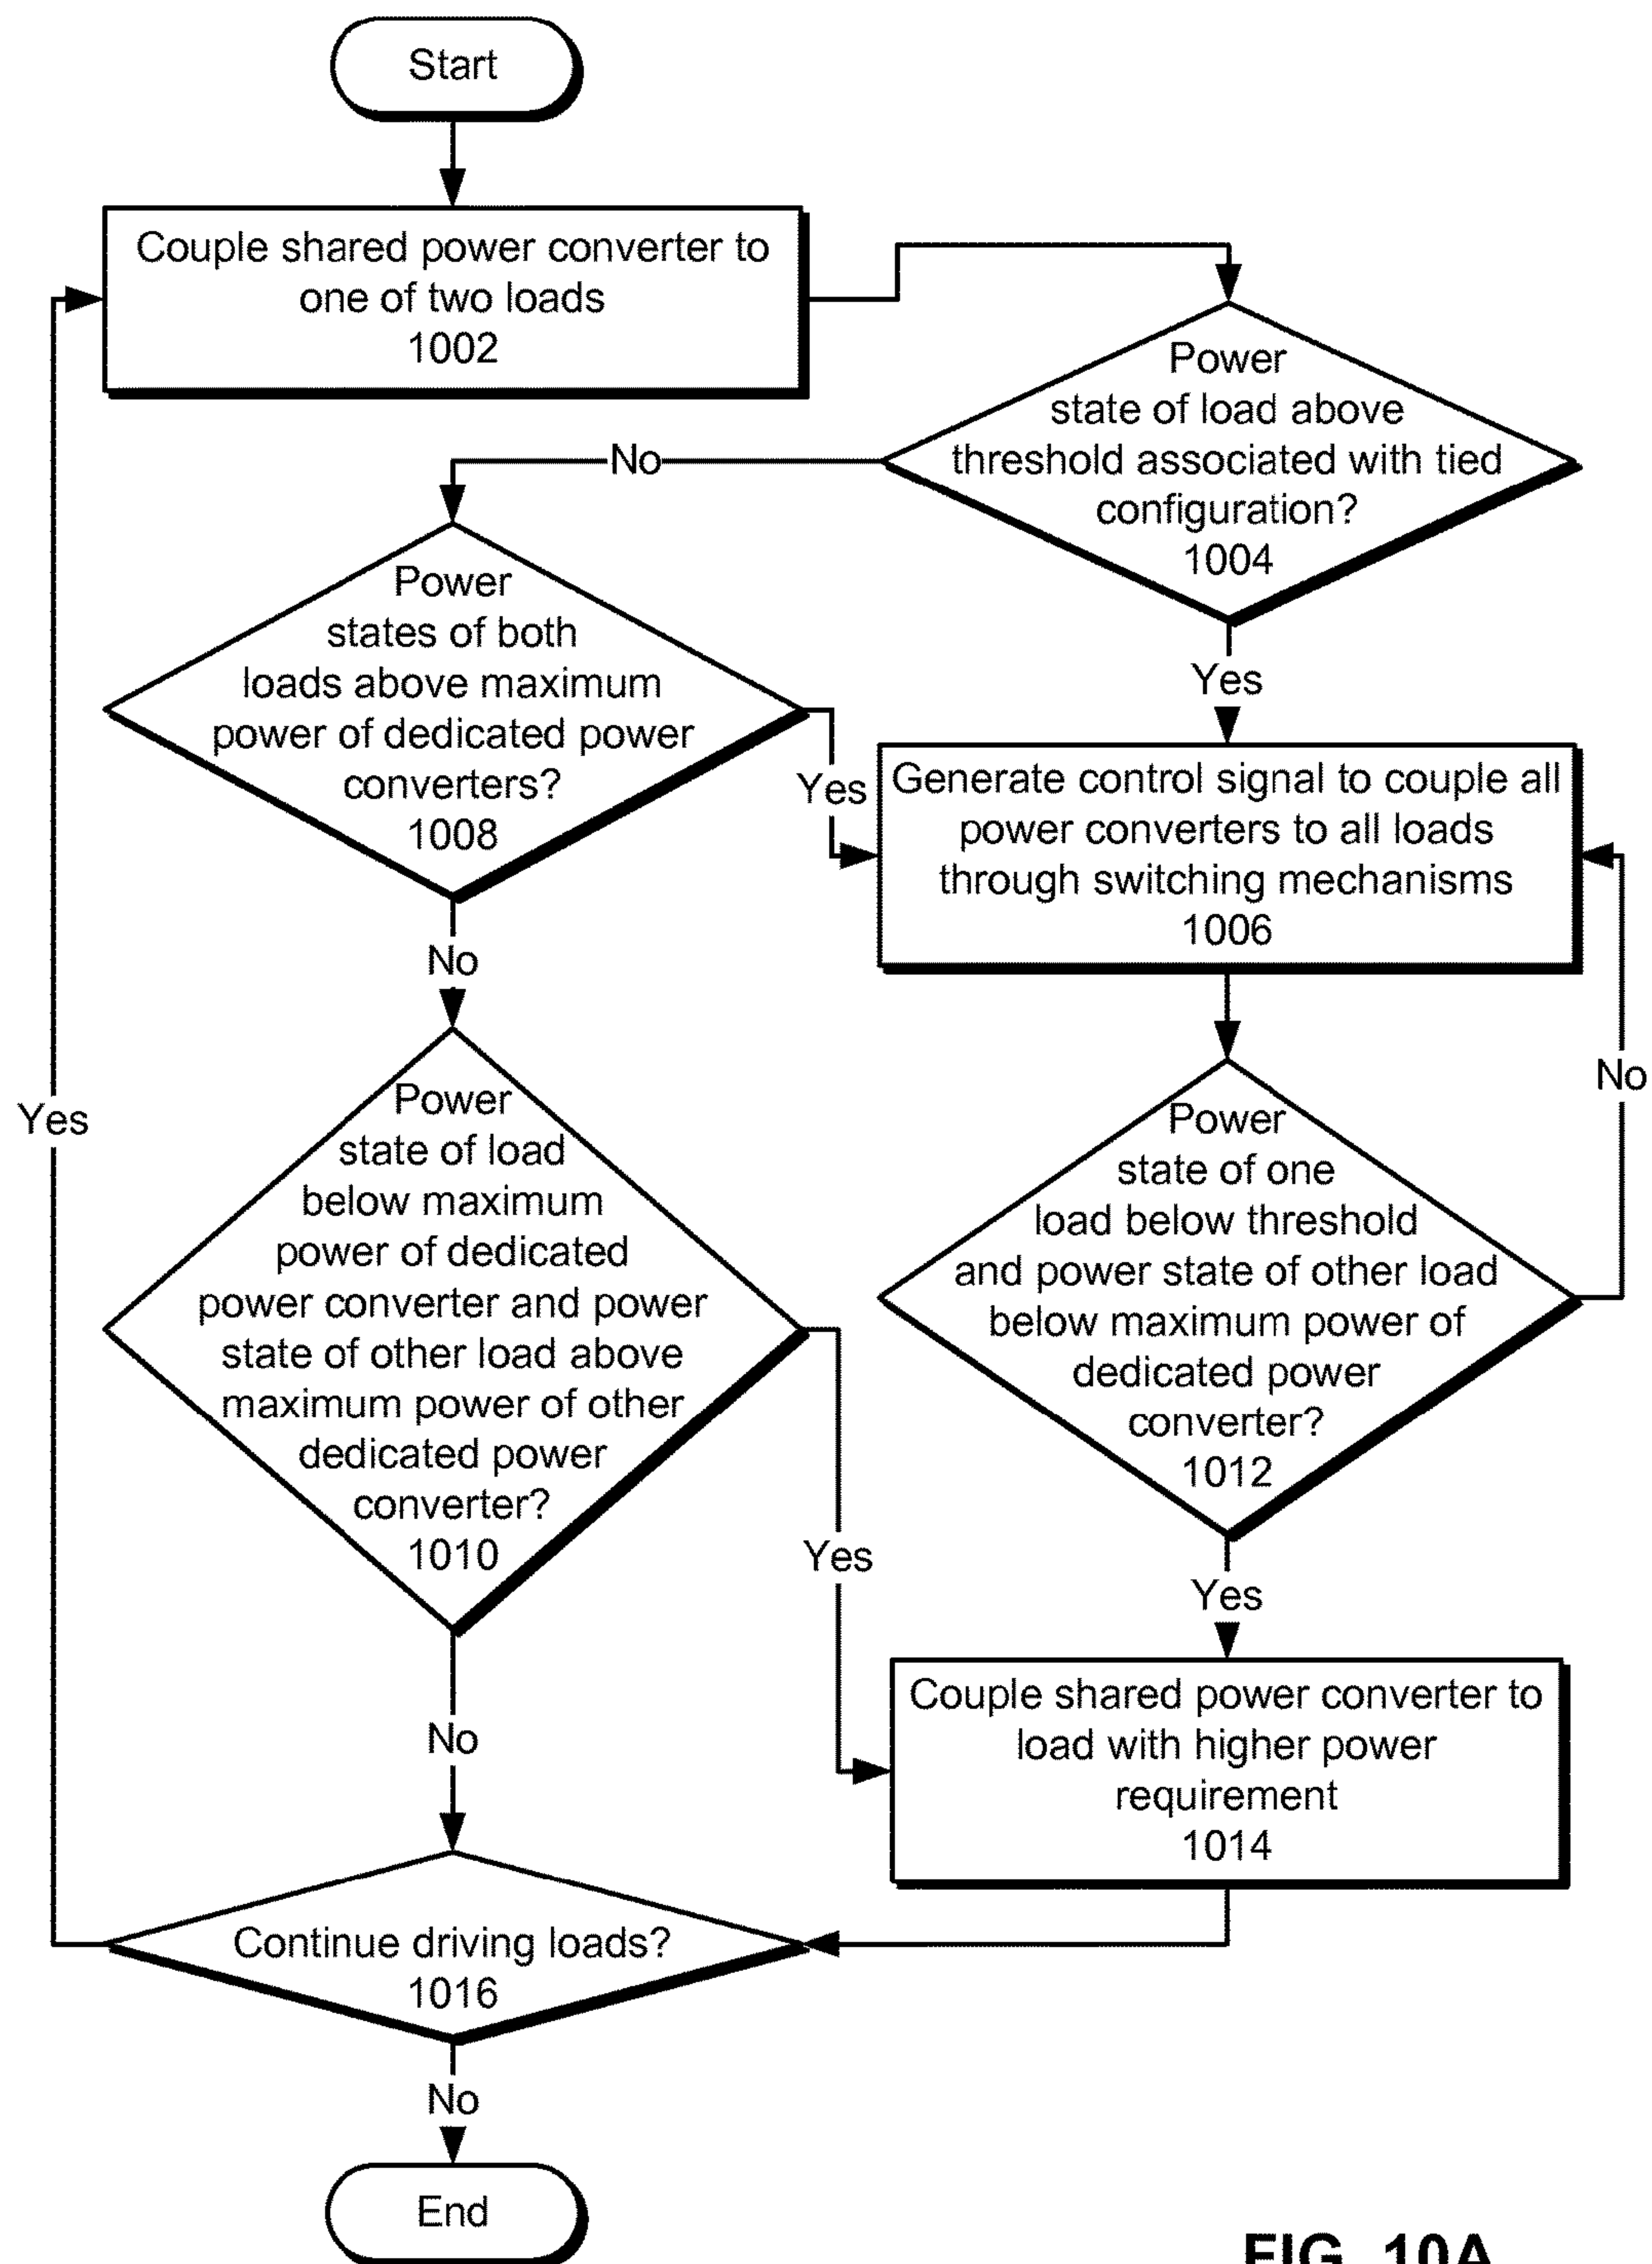 Start
Couple shared power converter to
one of two loads
1002
Power
state of load above
threshold associated with tied
configuration?
1004
No
Yes
Power
states of both
loads above maximum
power of dedicated power
converters?
1008
Yes
No
Generate control signal to couple all
power converters to all loads
through switching mechanisms
1006
Power
state of load
below maximum
power of dedicated
power converter and power
state of other load above
maximum power of other
dedicated power
converter?
1010
Yes
No
Power
state of one
load below threshold
and power state of other load
below maximum power of
dedicated power
converter?
1012
No
Yes
Couple shared power converter to
load with higher power
requirement
1014
Continue driving loads?
1016
Yes
No
End
FIG. 10A